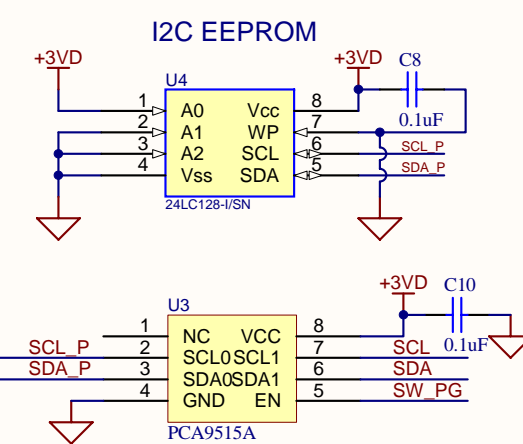 I2C EEPROM
+3VD
+3VD
C8
U4
1 A0 Vcc 8
0.1uF
2 A1 WP 7
3 A2 SCL 6 SCL_P
4 Vss SDA 5 SDA_P
24LC128-I/SN
+3VD
C10
U3
1 NC VCC 8
0.1uF
SCL_P 2 SCL0 SCL1 7 SCL
SDA_P 3 SDA0 SDA1 6 SDA
4 GND EN 5 SW_PG
PCA9515A